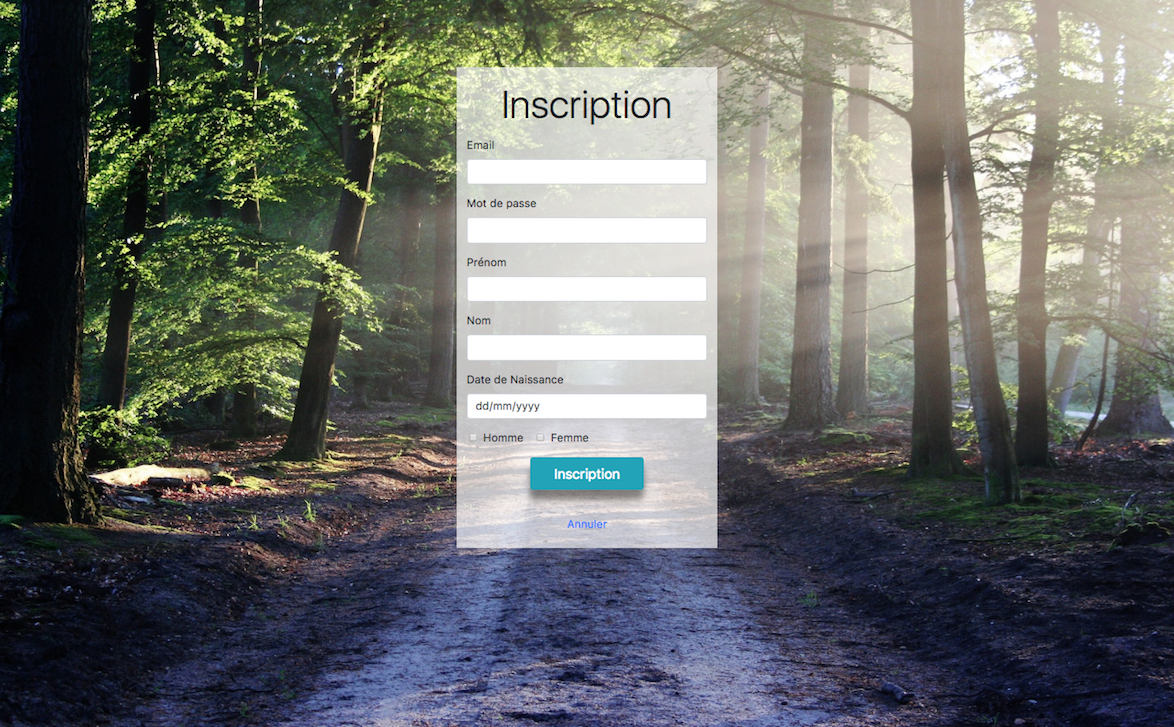 Inscription
Email
Mot de passe
Prénom
Nom
Date de Naissance
dd/mm/yyyy
Homme Femme
Inscription
Annuler